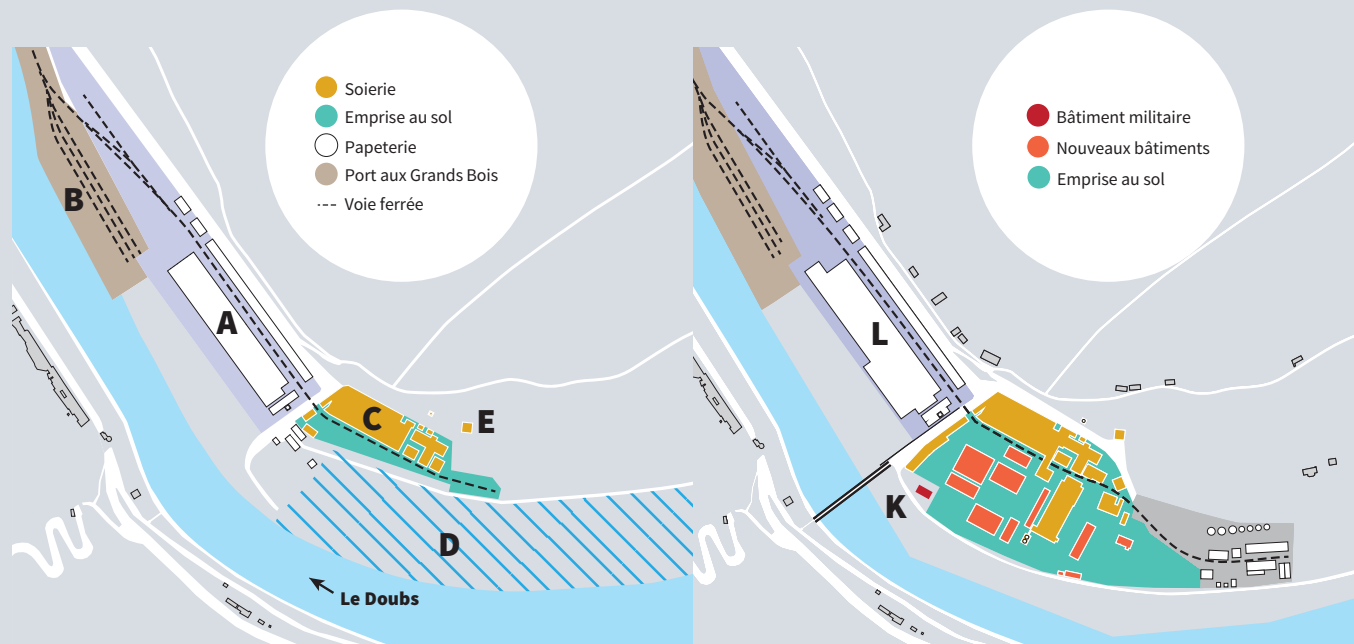 Soierie
Emprise au sol
Papeterie
Port aux Grands Bois
Voie ferrée
B
A
C
E
D
Le Doubs
Bâtiment militaire
Nouveaux bâtiments
Emprise au sol
L
K